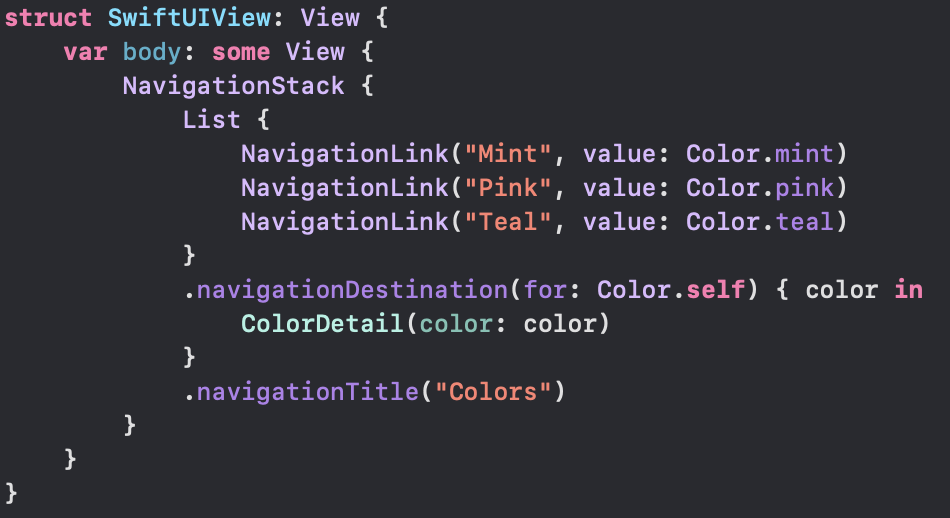 struct SwiftUIView: View {
    var body: some View {
        NavigationStack {
            List {
                NavigationLink("Mint", value: Color.mint)
                NavigationLink("Pink", value: Color.pink)
                NavigationLink("Teal", value: Color.teal)
            }
            .navigationDestination(for: Color.self) { color in
                ColorDetail(color: color)
            }
            .navigationTitle("Colors")
        }
    }
}